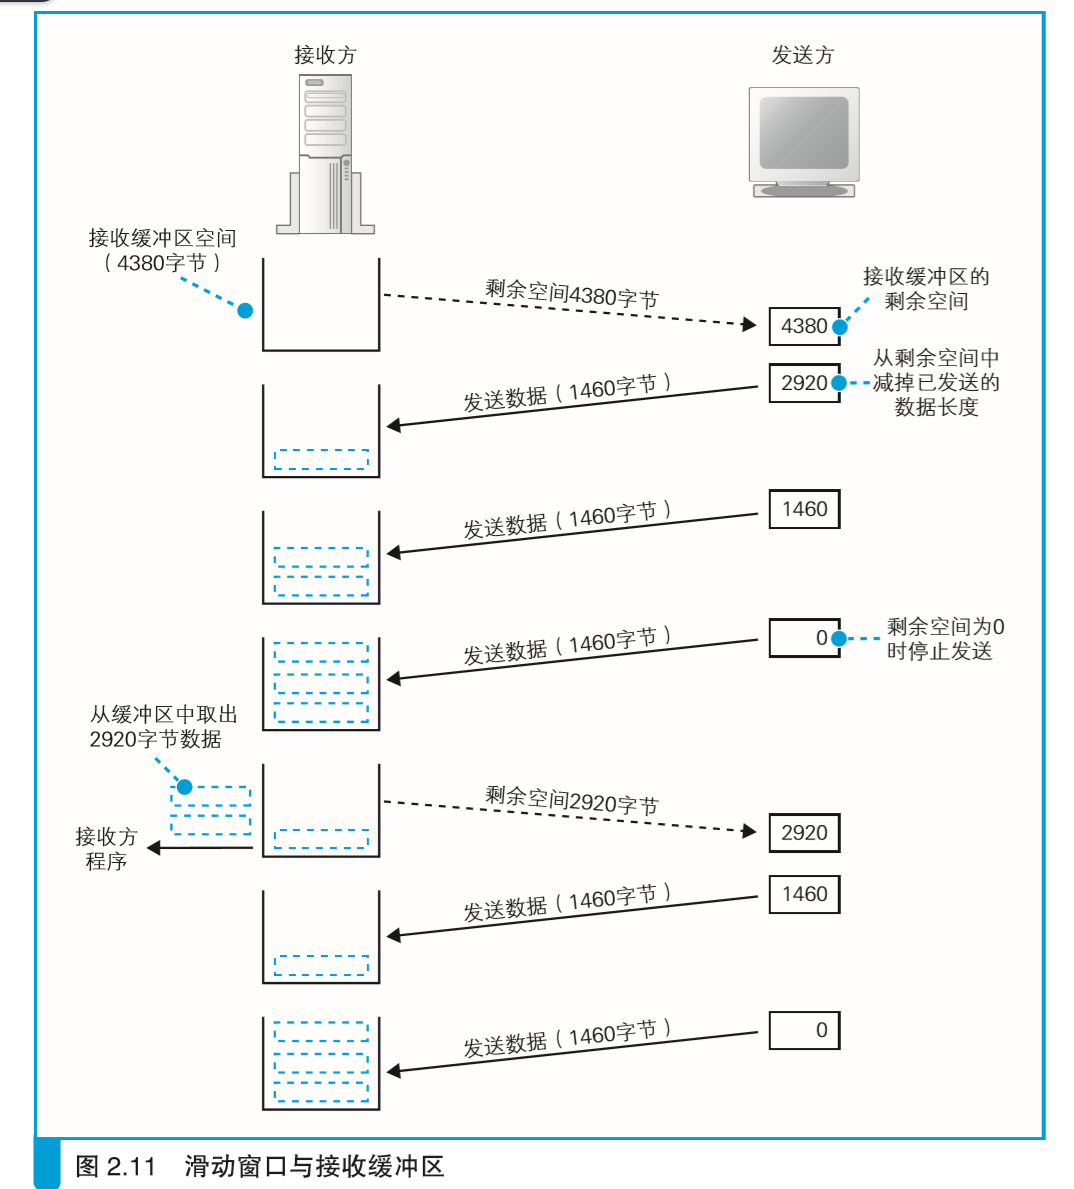 接收方
发送方
接收缓冲区空间
（4380字节）
剩余空间4380字节
接收缓冲区的
剩余空间
4380
从剩余空间中
减掉已发送的
数据长度
2920
发送数据（1460字节）
1460
发送数据（1460字节）
0
剩余空间为0
时停止发送
发送数据（1460字节）
从缓冲区中取出
2920字节数据
剩余空间2920字节
2920
接收方
程序
1460
发送数据（1460字节）
0
发送数据（1460字节）
图 2.11 滑动窗口与接收缓冲区